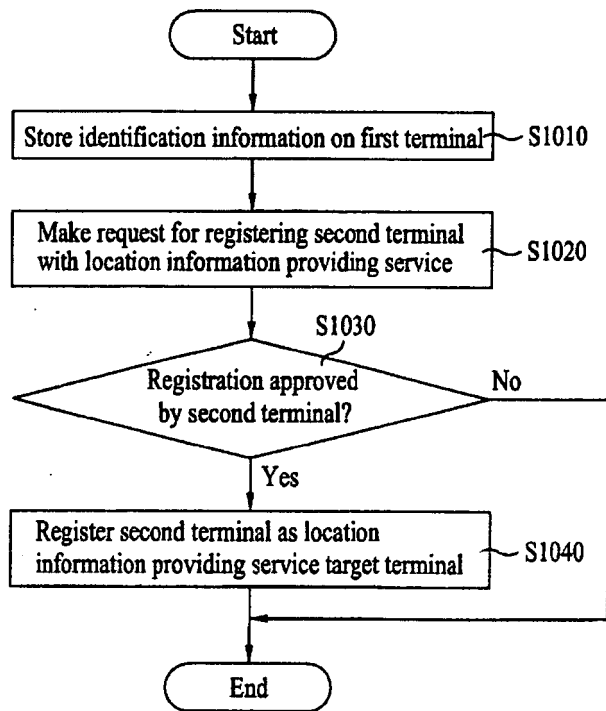 Start
Store identification information on first terminal
S1010
Make request for registering second terminal
with location information providing service
S1020
S1030
Registration approved
by second terminal?
No
Yes
Register second terminal as location
information providing service target terminal
S1040
End